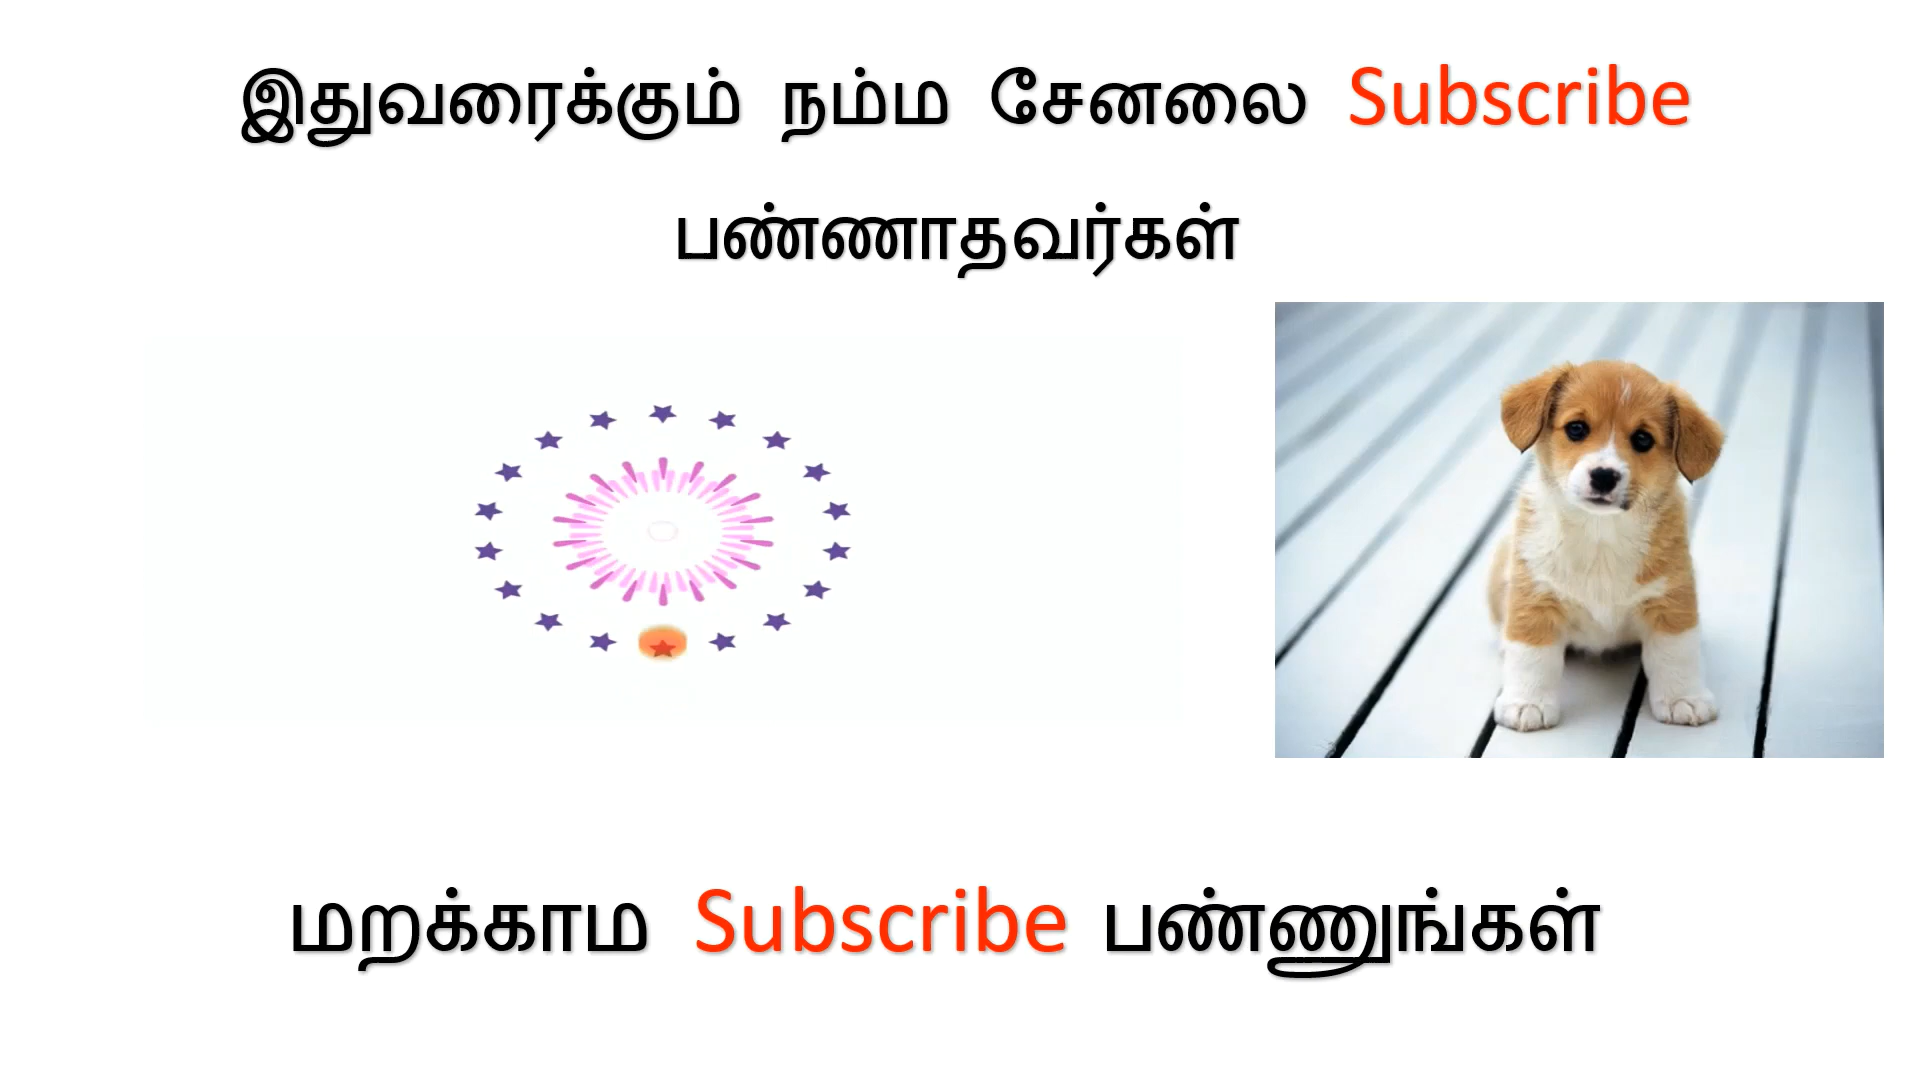 இதுவரைக்கும் நம்ம சேனலை Subscribe
பண்ணாதவர்கள்
மறக்காம Subscribe பண்ணுங்கள்